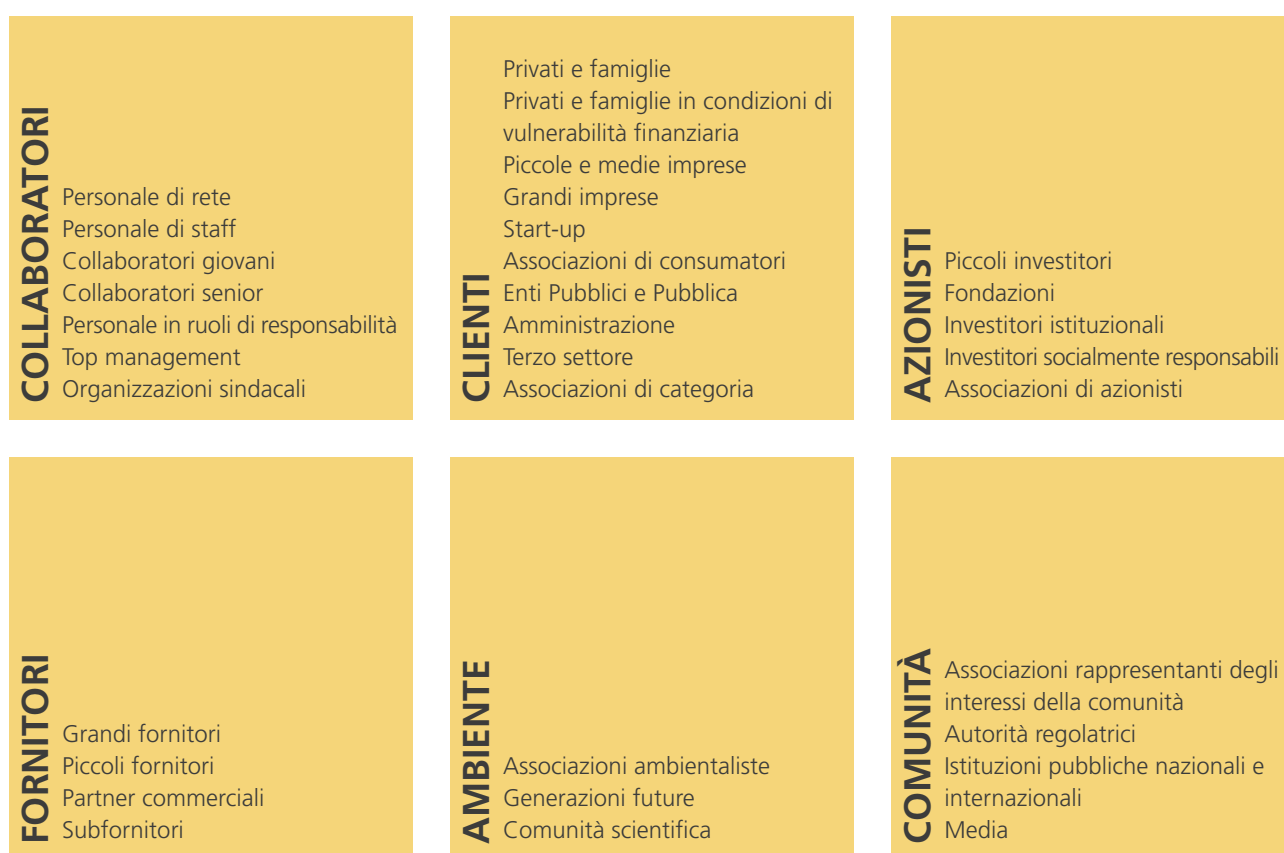 COLLABORATORI
Personale di rete
Personale di staff
Collaboratori giovani
Collaboratori senior
Personale in ruoli di responsabilità
Top management
Organizzazioni sindacali
CLIENTI
Privati e famiglie
Privati e famiglie in condizioni di
vulnerabilità finanziaria
Piccole e medie imprese
Grandi imprese
Start-up
Associazioni di consumatori
Enti Pubblici e Pubblica
Amministrazione
Terzo settore
Associazioni di categoria
AZIONISTI
Piccoli investitori
Fondazioni
Investitori istituzionali
Investitori socialmente responsabili
Associazioni di azionisti
FORNITORI
Grandi fornitori
Piccoli fornitori
Partner commerciali
Subfornitori
AMBIENTE
Associazioni ambientaliste
Generazioni future
Comunità scientifica
COMUNITÀ
Associazioni rappresentanti degli
interessi della comunità
Autorità regolatrici
Istituzioni pubbliche nazionali e
internazionali
Media